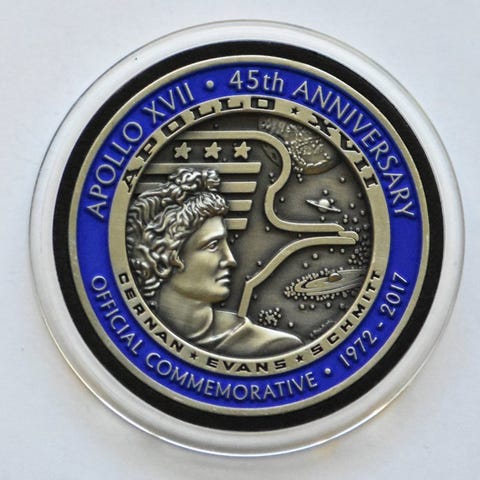 APOLLO XVII • 45th ANNIVERSARY
APOLLO • XVII
CERNAN ★ EVANS ★ SCHMITT
OFFICIAL COMMEMORATIVE • 1972 - 2017